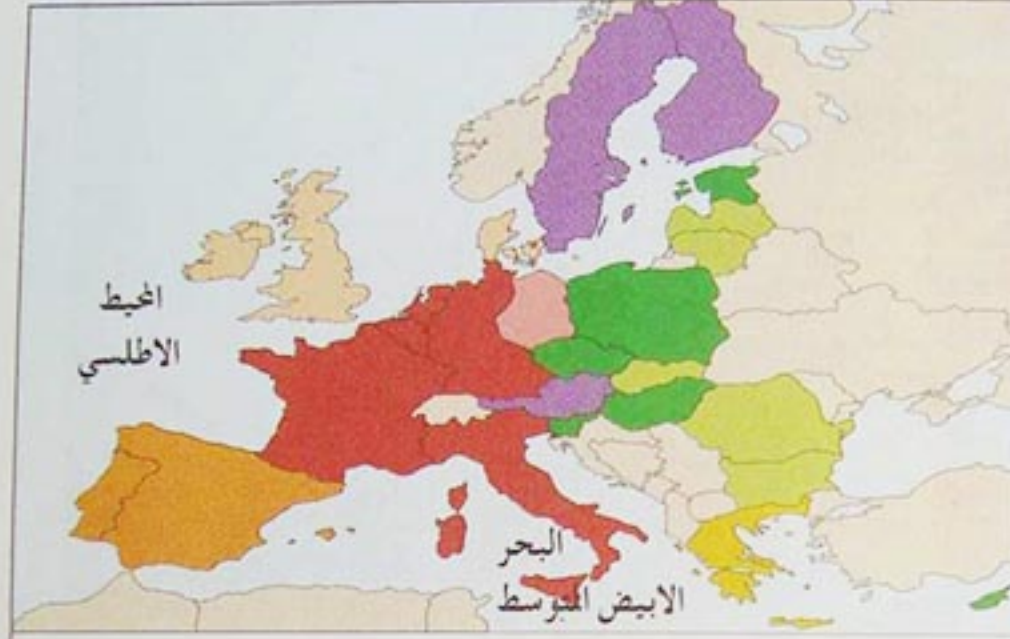 المحيط
الاطلسي
البحر
الابيض المتوسط